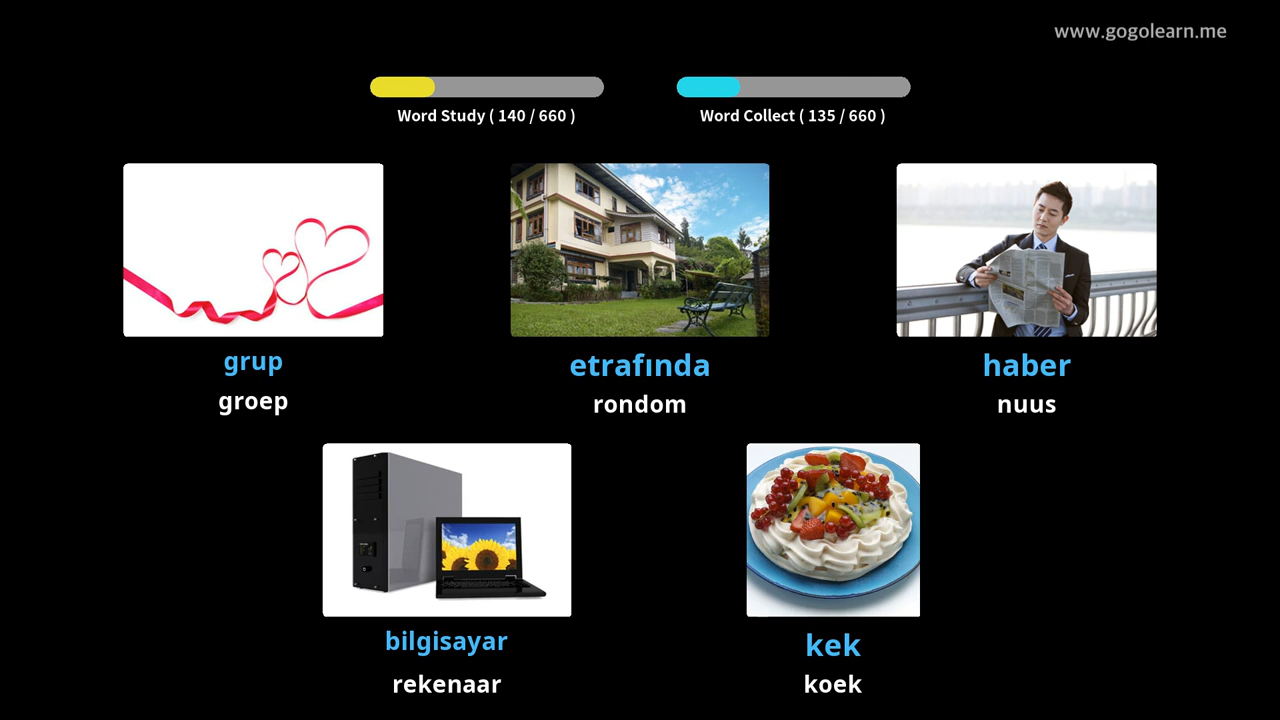 www.gogolearn.me
Word Study ( 140 / 660 )
Word Collect ( 135 / 660 )
grup
groep
etrafında
rondom
haber
nuus
bilgisayar
rekenaar
kek
koek